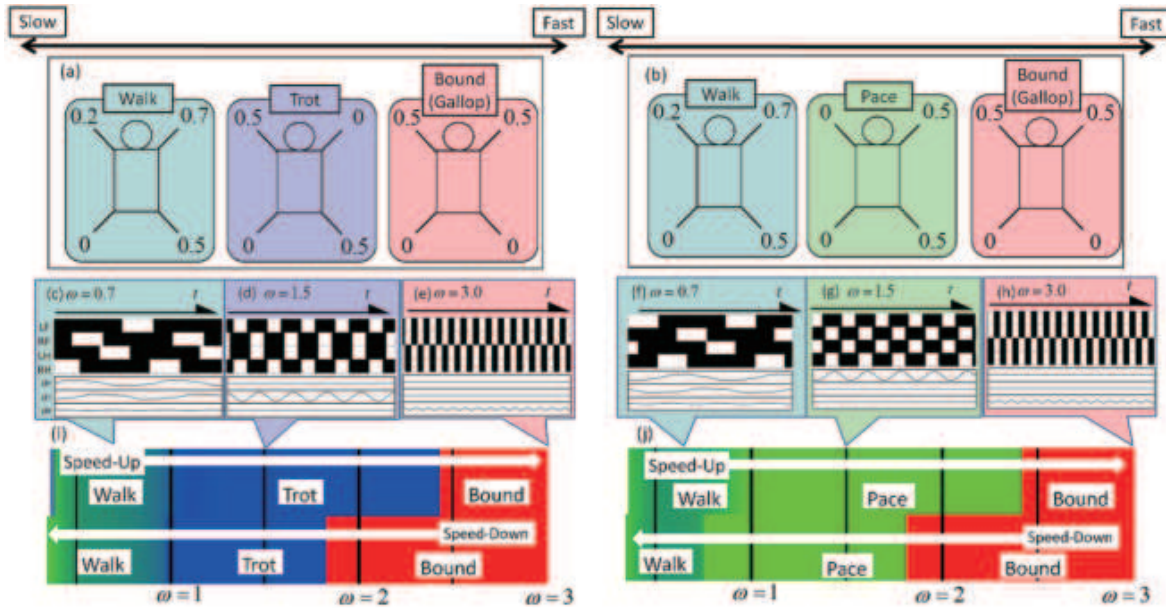 Slow Fast
(a)
Walk Trot Bound
(Gallop)
0.2 0.7 0.5 0 0.5 0.5
0 0.5 0 0.5 0 0
(c) ω = 0.7 t (d) ω = 1.5 t (e) ω = 3.0 t
LF
RF
LH
RH
(i)
Speed-Up
Walk Trot Bound
Speed-Down
Walk Trot Bound
ω = 1 ω = 2 ω = 3
Slow Fast
(b)
Walk Pace Bound
(Gallop)
0.2 0.7 0 0.5 0.5 0.5
0 0.5 0 0.5 0 0
(f) ω = 0.7 t (g) ω = 1.5 t (h) ω = 3.0 t
(j)
Speed-Up
Walk Pace Bound
Speed-Down
Walk Pace Bound
ω = 1 ω = 2 ω = 3